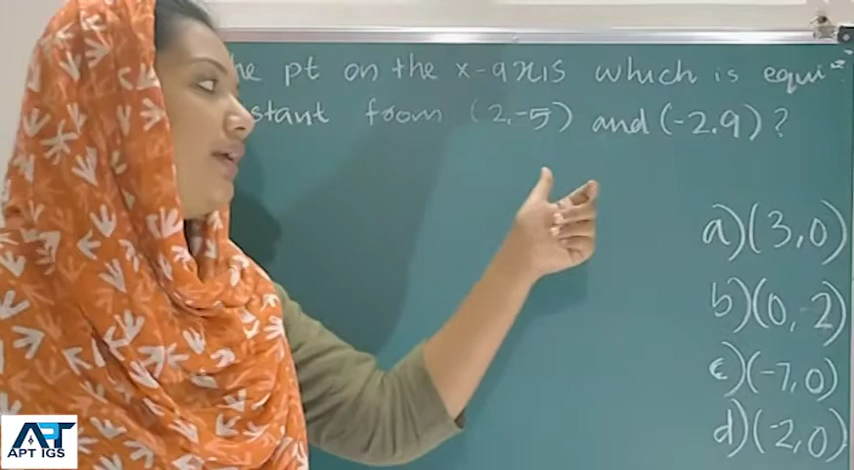 he pt on the x-axis which is equi-
stant from (2,-5) and (-2.9)?
a) (3,0)
b) (0, 2)
c) (-7,0)
d) (-2,0)
APT
APT IGS